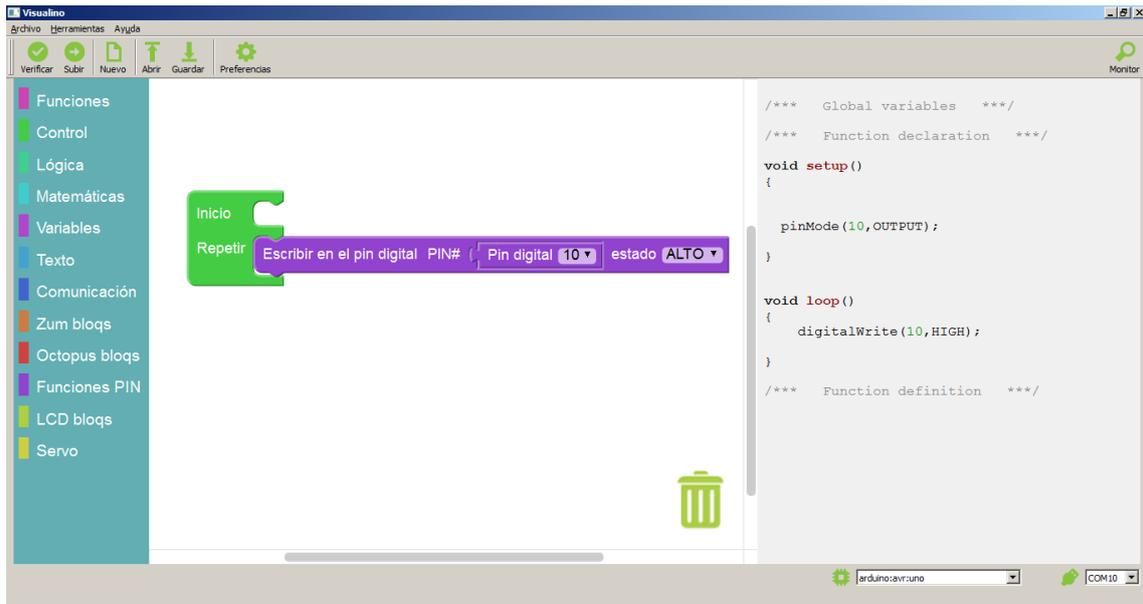 Visualino
Archivo Herramientas Ayuda
Verificar Subir Nuevo Abrir Guardar Preferencias Monitor
Funciones
Control
Lógica
Matemáticas
Variables
Texto
Comunicación
Zum bloqs
Octopus bloqs
Funciones PIN
LCD bloqs
Servo
Inicio
Repetir Escribir en el pin digital PIN# Pin digital 10 estado ALTO
/*** Global variables ***/
/*** Function declaration ***/
void setup()
{
pinMode(10,OUTPUT);
}
void loop()
{
digitalWrite(10,HIGH);
}
/*** Function definition ***/
arduino:avr:uno COM10